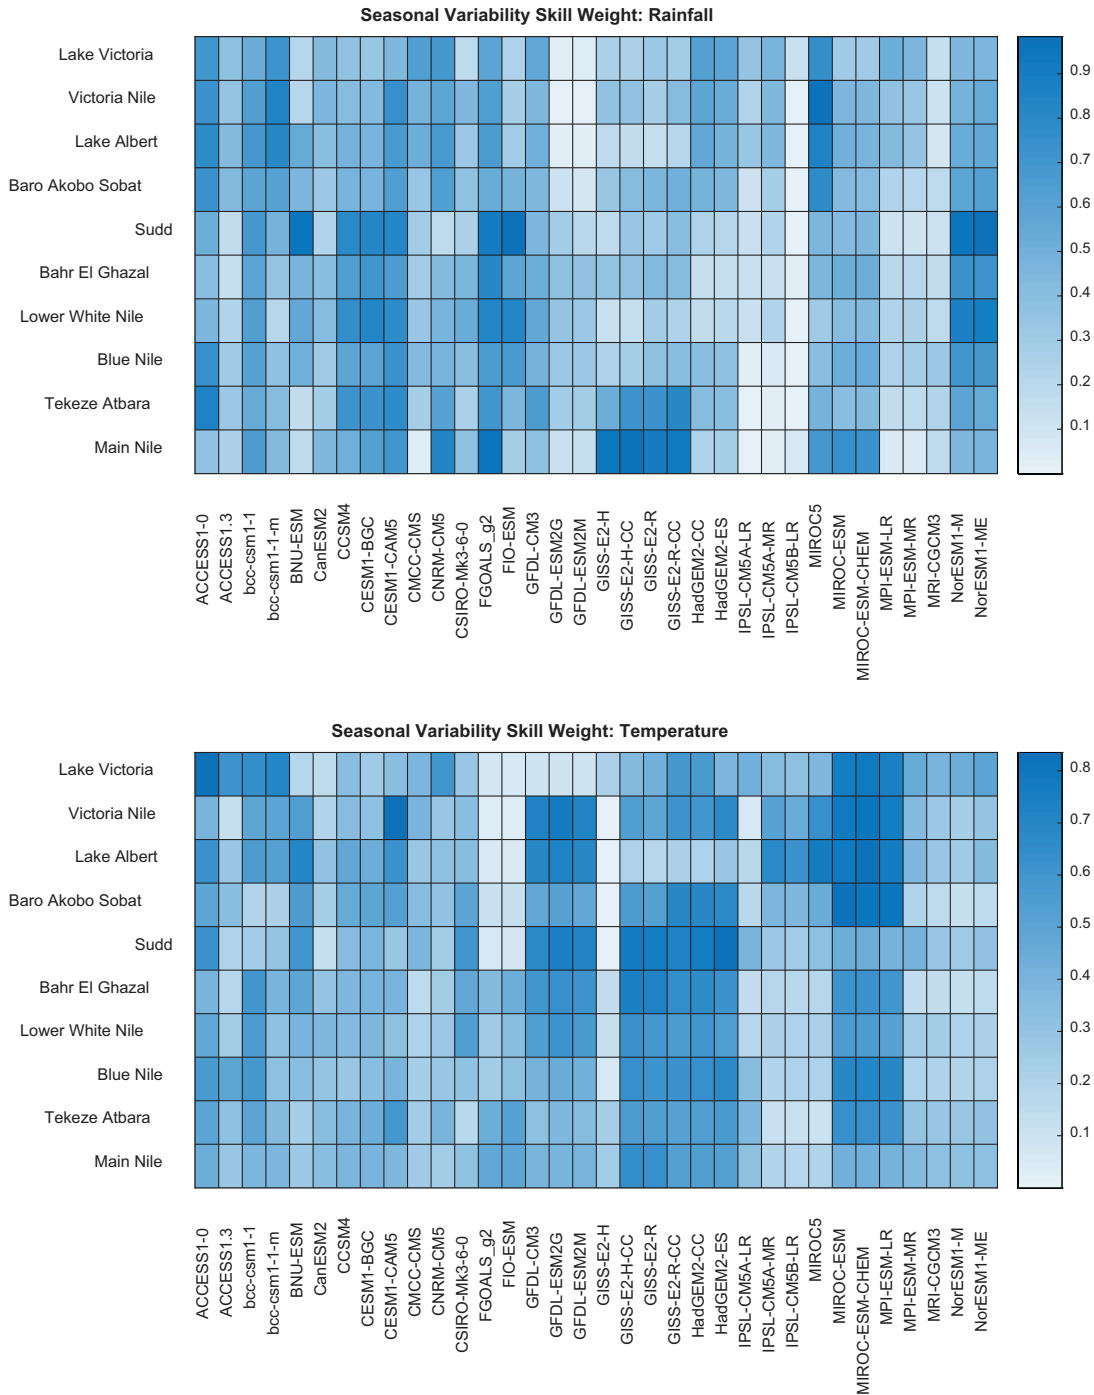 Seasonal Variability Skill Weight: Rainfall
Lake Victoria
Victoria Nile
Lake Albert
Baro Akobo Sobat
Sudd
Bahr El Ghazal
Lower White Nile
Blue Nile
Tekeze Atbara
Main Nile
0.9
0.8
0.7
0.6
0.5
0.4
0.3
0.2
0.1
ACCESS1-0
ACCESS1.3
bcc-csm1-1
bcc-csm1-1-m
BNU-ESM
CanESM2
CCSM4
CESM1-BGC
CESM1-CAM5
CMCC-CMS
CNRM-CM5
CSIRO-Mk3-6-0
FGOALS_g2
FIO-ESM
GFDL-CM3
GFDL-ESM2G
GFDL-ESM2M
GISS-E2-H
GISS-E2-H-CC
GISS-E2-R
GISS-E2-R-CC
HadGEM2-CC
HadGEM2-ES
IPSL-CM5A-LR
IPSL-CM5A-MR
IPSL-CM5B-LR
MIROC5
MIROC-ESM
MIROC-ESM-CHEM
MPI-ESM-LR
MPI-ESM-MR
MRI-CGCM3
NorESM1-M
NorESM1-ME
Seasonal Variability Skill Weight: Temperature
Lake Victoria
Victoria Nile
Lake Albert
Baro Akobo Sobat
Sudd
Bahr El Ghazal
Lower White Nile
Blue Nile
Tekeze Atbara
Main Nile
0.8
0.7
0.6
0.5
0.4
0.3
0.2
0.1
ACCESS1-0
ACCESS1.3
bcc-csm1-1
bcc-csm1-1-m
BNU-ESM
CanESM2
CCSM4
CESM1-BGC
CESM1-CAM5
CMCC-CMS
CNRM-CM5
CSIRO-Mk3-6-0
FGOALS_g2
FIO-ESM
GFDL-CM3
GFDL-ESM2G
GFDL-ESM2M
GISS-E2-H
GISS-E2-H-CC
GISS-E2-R
GISS-E2-R-CC
HadGEM2-CC
HadGEM2-ES
IPSL-CM5A-LR
IPSL-CM5A-MR
IPSL-CM5B-LR
MIROC5
MIROC-ESM
MIROC-ESM-CHEM
MPI-ESM-LR
MPI-ESM-MR
MRI-CGCM3
NorESM1-M
NorESM1-ME